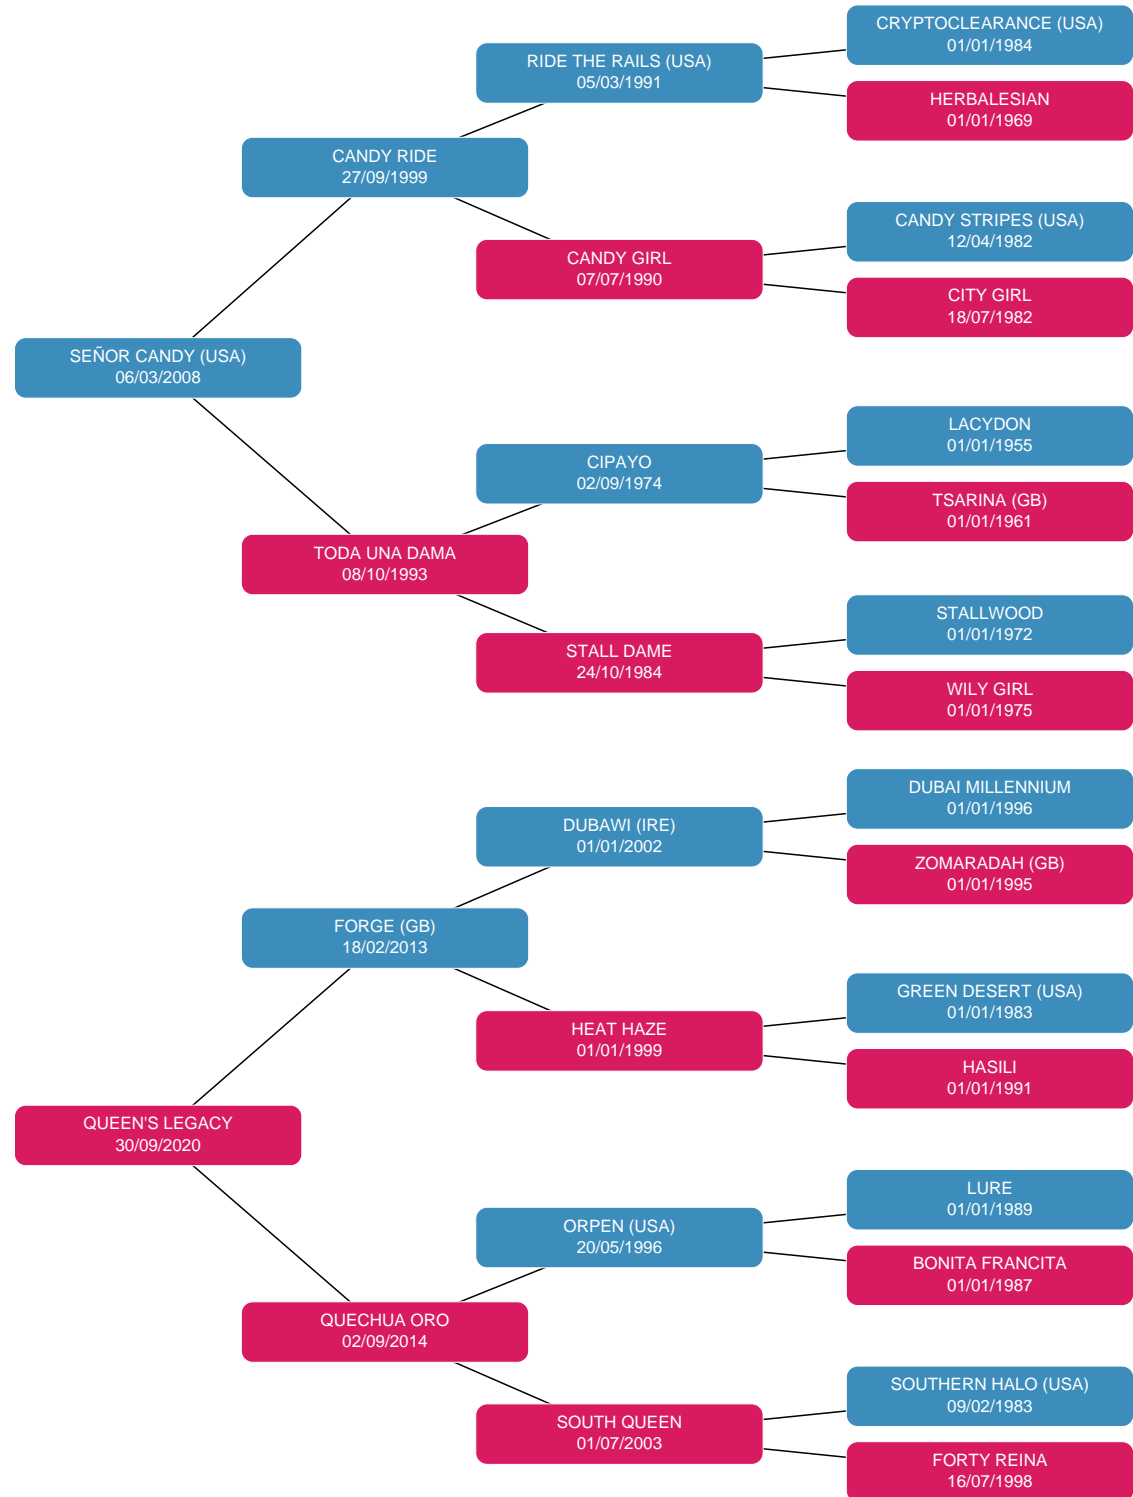 CRYPTOCLEARANCE (USA)
01/01/1984
RIDE THE RAILS (USA)
05/03/1991
HERBALESIAN
01/01/1969
CANDY RIDE
27/09/1999
CANDY STRIPES (USA)
12/04/1982
CANDY GIRL
07/07/1990
CITY GIRL
18/07/1982
SEÑOR CANDY (USA)
06/03/2008
LACYDON
01/01/1955
CIPAYO
02/09/1974
TSARINA (GB)
01/01/1961
TODA UNA DAMA
08/10/1993
STALLWOOD
01/01/1972
STALL DAME
24/10/1984
WILY GIRL
01/01/1975
DUBAI MILLENNIUM
01/01/1996
DUBAWI (IRE)
01/01/2002
ZOMARADAH (GB)
01/01/1995
FORGE (GB)
18/02/2013
GREEN DESERT (USA)
01/01/1983
HEAT HAZE
01/01/1999
HASILI
01/01/1991
QUEEN'S LEGACY
30/09/2020
LURE
01/01/1989
ORPEN (USA)
20/05/1996
BONITA FRANCITA
01/01/1987
QUECHUA ORO
02/09/2014
SOUTHERN HALO (USA)
09/02/1983
SOUTH QUEEN
01/07/2003
FORTY REINA
16/07/1998